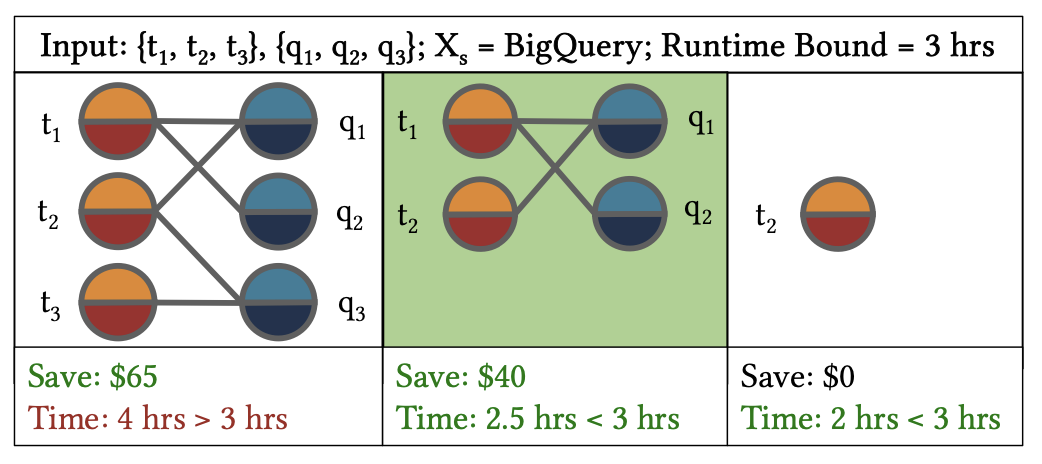 Input: {t₁, t₂, t₃}, {q₁, q₂, q₃}; Xₛ = BigQuery; Runtime Bound = 3 hrs
t₁ q₁
t₂ q₂
t₃ q₃
t₁ q₁
t₂ q₂
t₂
Save: $65
Time: 4 hrs > 3 hrs
Save: $40
Time: 2.5 hrs < 3 hrs
Save: $0
Time: 2 hrs < 3 hrs